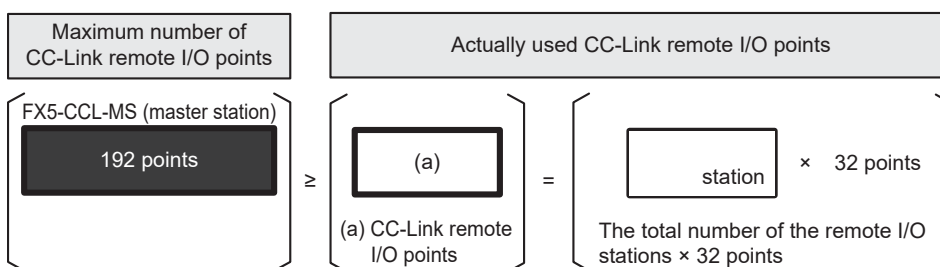 Maximum number of
CC-Link remote I/O points
Actually used CC-Link remote I/O points
FX5-CCL-MS (master station)
192 points
≥
(a)
(a) CC-Link remote
I/O points
=
station × 32 points
The total number of the remote I/O
stations × 32 points